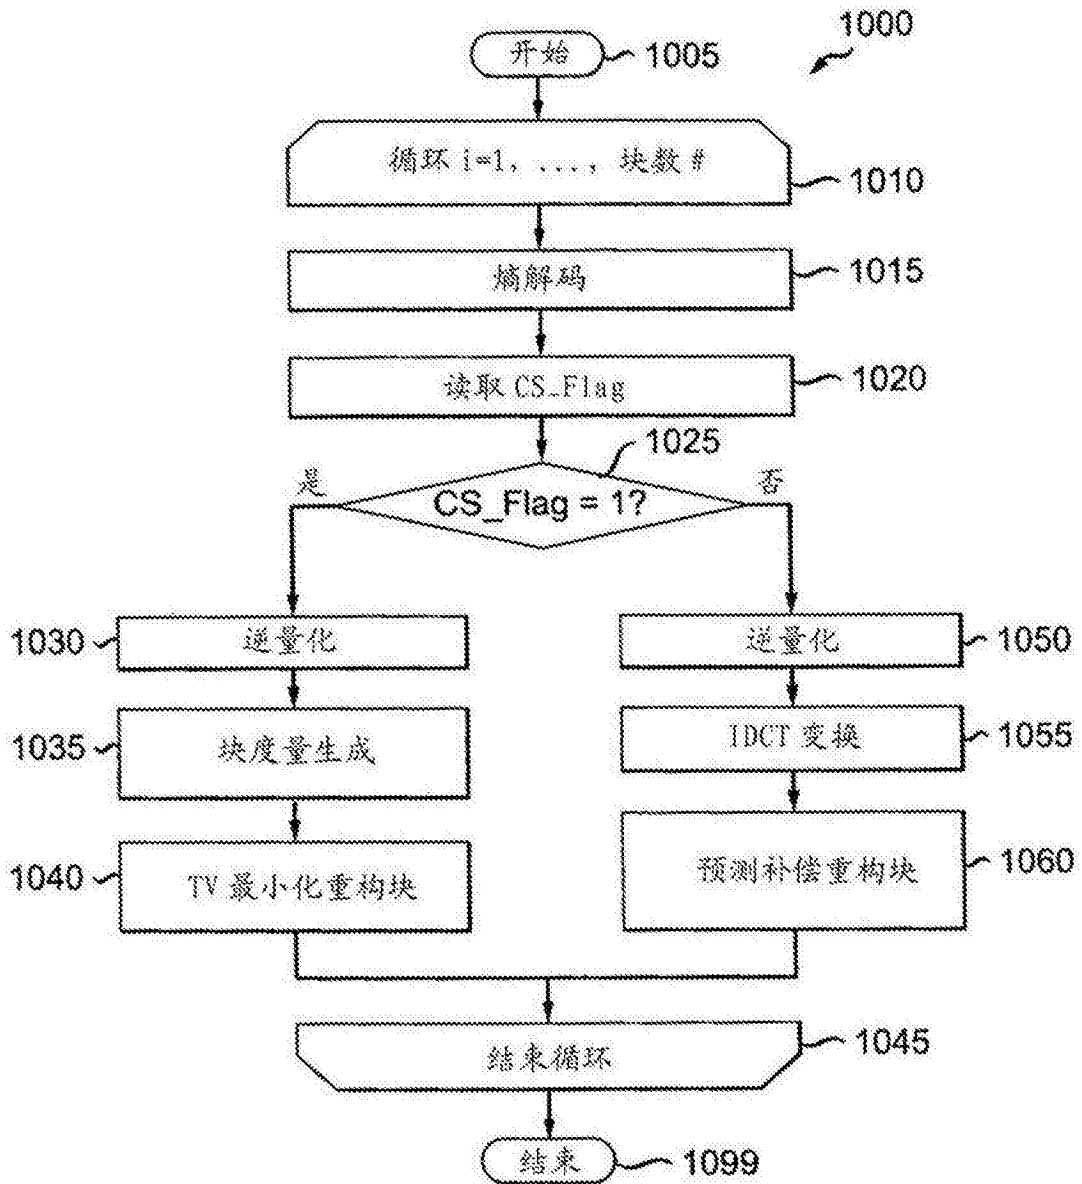 1000
开始
1005
循环 i=1, ..., 块数 #
1010
熵解码
1015
读取 CS_Flag
1020
1025
是
CS_Flag = 1?
否
1030
逆量化
逆量化
1050
1035
块度量生成
IDCT 变换
1055
1040
TV 最小化重构块
预测补偿重构块
1060
结束循环
1045
结束
1099